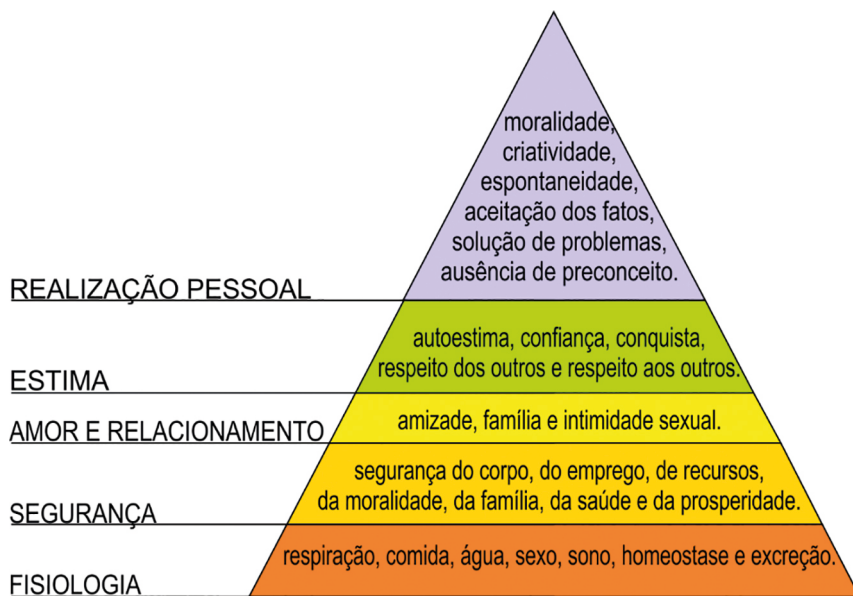 moralidade,
criatividade,
espontaneidade,
aceitação dos fatos,
solução de problemas,
ausência de preconceito.
REALIZAÇÃO PESSOAL
autoestima, confiança, conquista,
respeito dos outros e respeito aos outros.
ESTIMA
amizade, família e intimidade sexual.
AMOR E RELACIONAMENTO
segurança do corpo, do emprego, de recursos,
da moralidade, da família, da saúde e da prosperidade.
SEGURANÇA
respiração, comida, água, sexo, sono, homeostase e excreção.
FISIOLOGIA